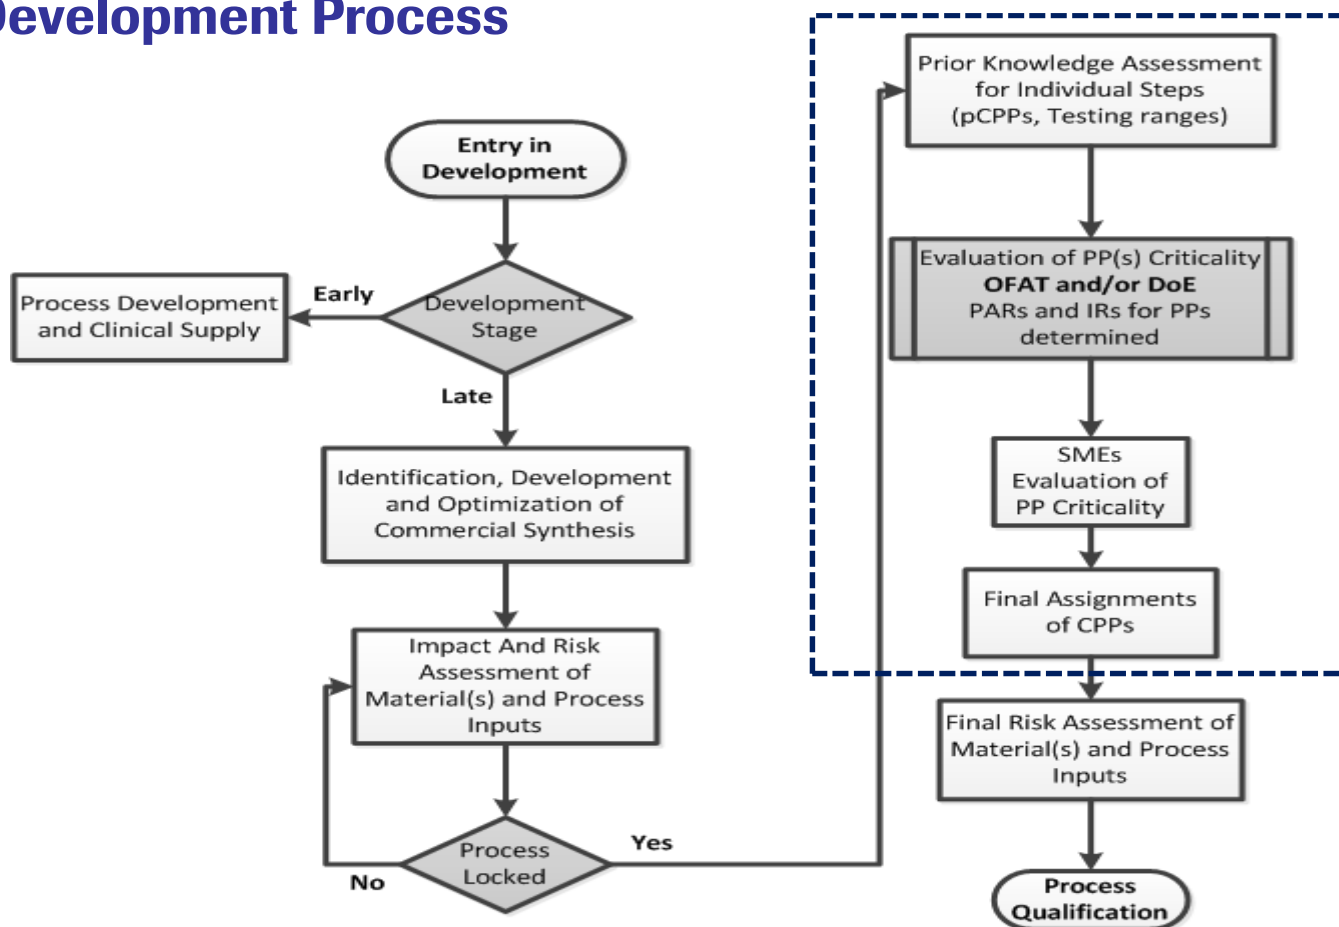 Development Process
Entry in
Development
Development
Stage
Early
Process Development
and Clinical Supply
Late
Identification, Development
and Optimization of
Commercial Synthesis
Impact And Risk
Assessment of
Material(s) and Process
Inputs
Process
Locked
No
Yes
Prior Knowledge Assessment
for Individual Steps
(pCPPs, Testing ranges)
Evaluation of PP(s) Criticality
OFAT and/or DoE
PARs and IRs for PPs
determined
SMEs
Evaluation of
PP Criticality
Final Assignments
of CPPs
Final Risk Assessment of
Material(s) and Process
Inputs
Process
Qualification